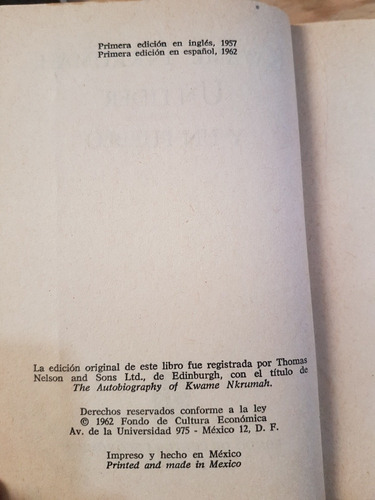 Primera edición en inglés, 1957
Primera edición en español, 1962
La edición original de este libro fue registrada por Thomas
Nelson and Sons Ltd., de Edinburgh, con el título de
The Autobiography of Kwame Nkrumah.
Derechos reservados conforme a la ley
© 1962 Fondo de Cultura Económica
Av. de la Universidad 975 - México 12, D. F.
Impreso y hecho en México
Printed and made in Mexico